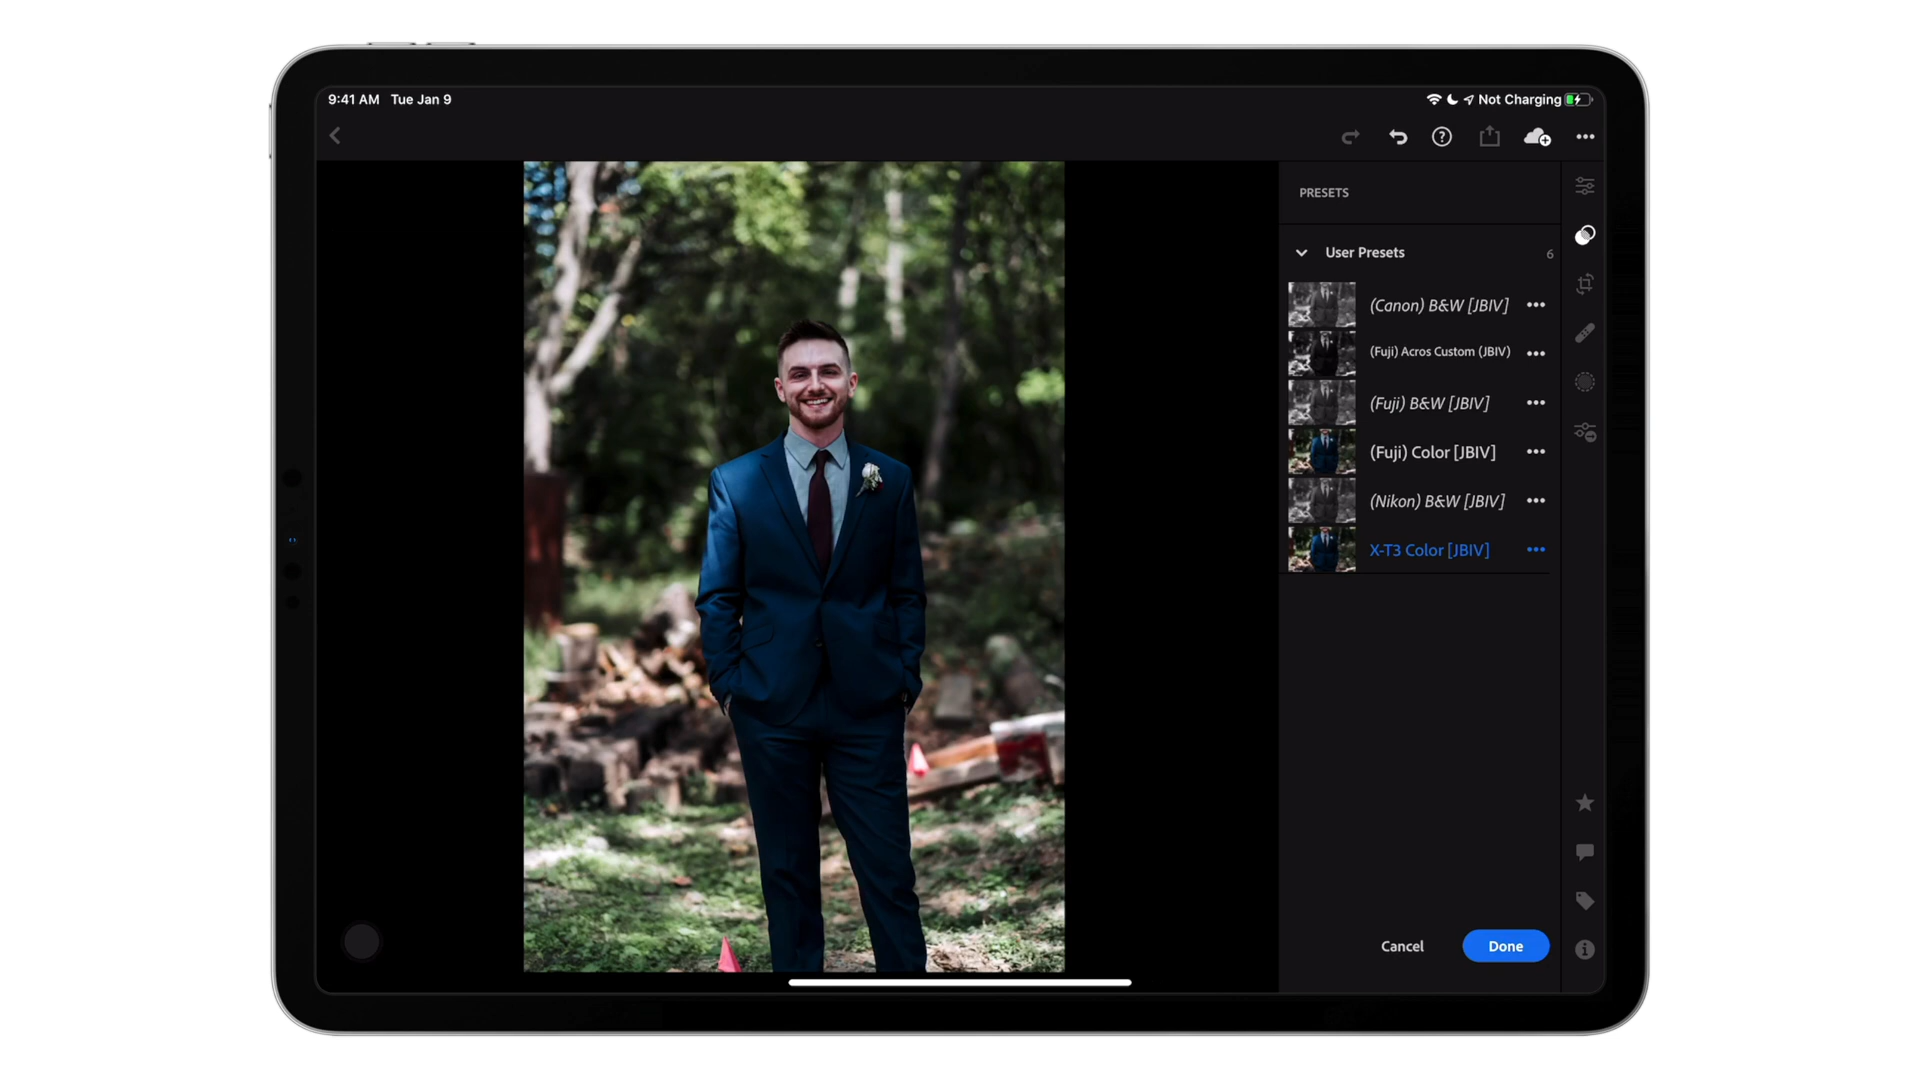 9:41 AM Tue Jan 9
Not Charging
PRESETS
User Presets 6
(Canon) B&W [JBIV]
(Fuji) Acros Custom (JBIV)
(Fuji) B&W [JBIV]
(Fuji) Color [JBIV]
(Nikon) B&W [JBIV]
X-T3 Color [JBIV]
Cancel Done